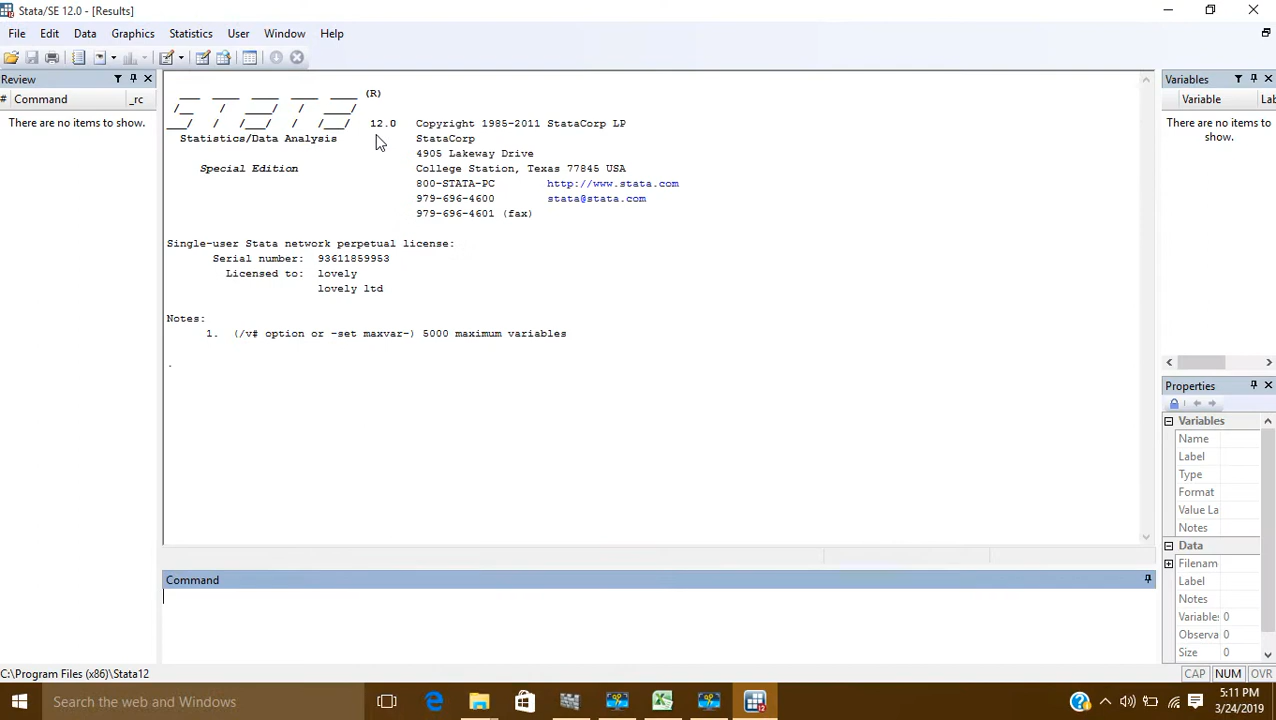 Stata/SE 12.0 - [Results]
File Edit Data Graphics Statistics User Window Help
Review
# Command _rc
There are no items to show.
(R)
12.0 Copyright 1985-2011 StataCorp LP
Statistics/Data Analysis StataCorp
4905 Lakeway Drive
Special Edition College Station, Texas 77845 USA
800-STATA-PC http://www.stata.com
979-696-4600 stata@stata.com
979-696-4601 (fax)
Single-user Stata network perpetual license:
Serial number: 93611859953
Licensed to: lovely
lovely ltd
Notes:
1. (/v# option or -set maxvar-) 5000 maximum variables
.
Command
Variables
Variable Lab
There are no items to show.
Properties
Variables
Name
Label
Type
Format
Value La
Notes
Data
Filenam
Label
Notes
Variables 0
Observa 0
Size 0
C:\Program Files (x86)\Stata12
CAP NUM OVR
Search the web and Windows
5:11 PM
3/24/2019